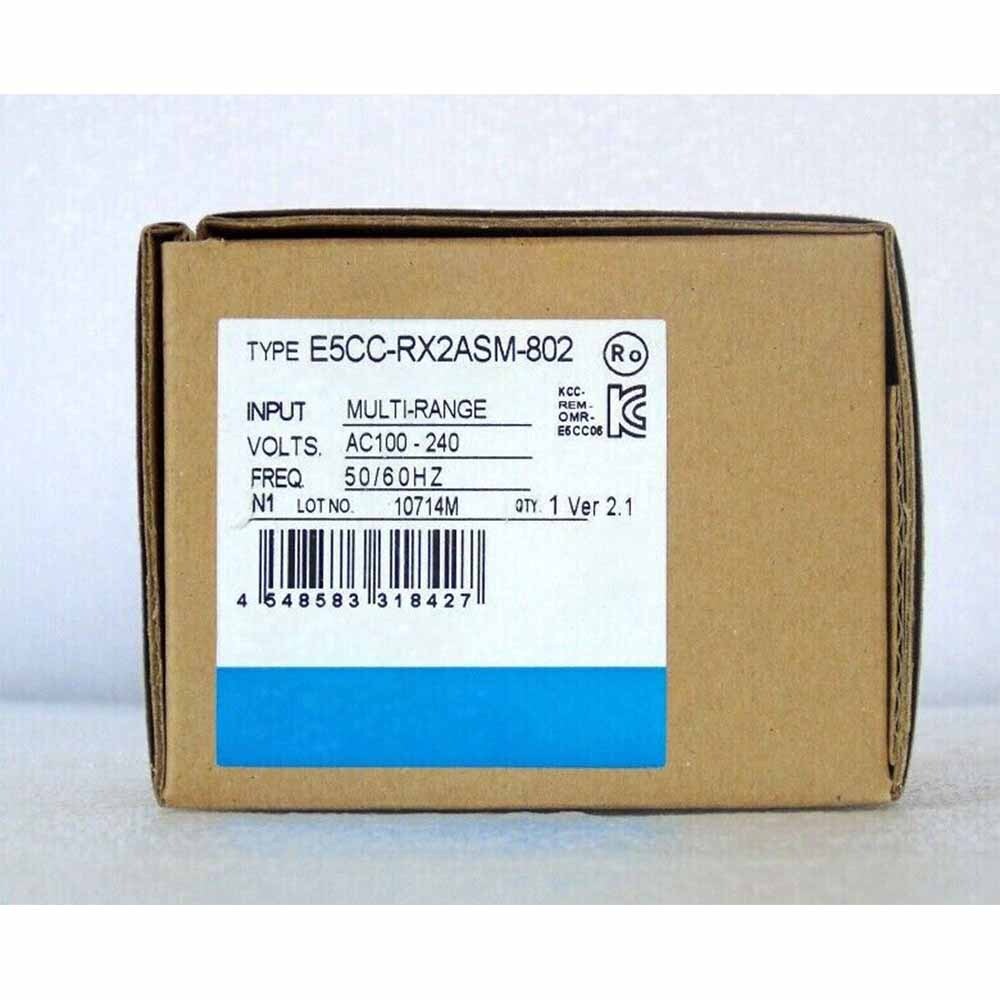 TYPE E5CC-RX2ASM-802 Ro
INPUT MULTI-RANGE
VOLTS. AC100 - 240
FREQ. 50/60HZ
KCC-
REM-
OMR-
E5CC06
N1 LOT NO. 10714M QTY. 1 Ver 2.1
4 548583 318427